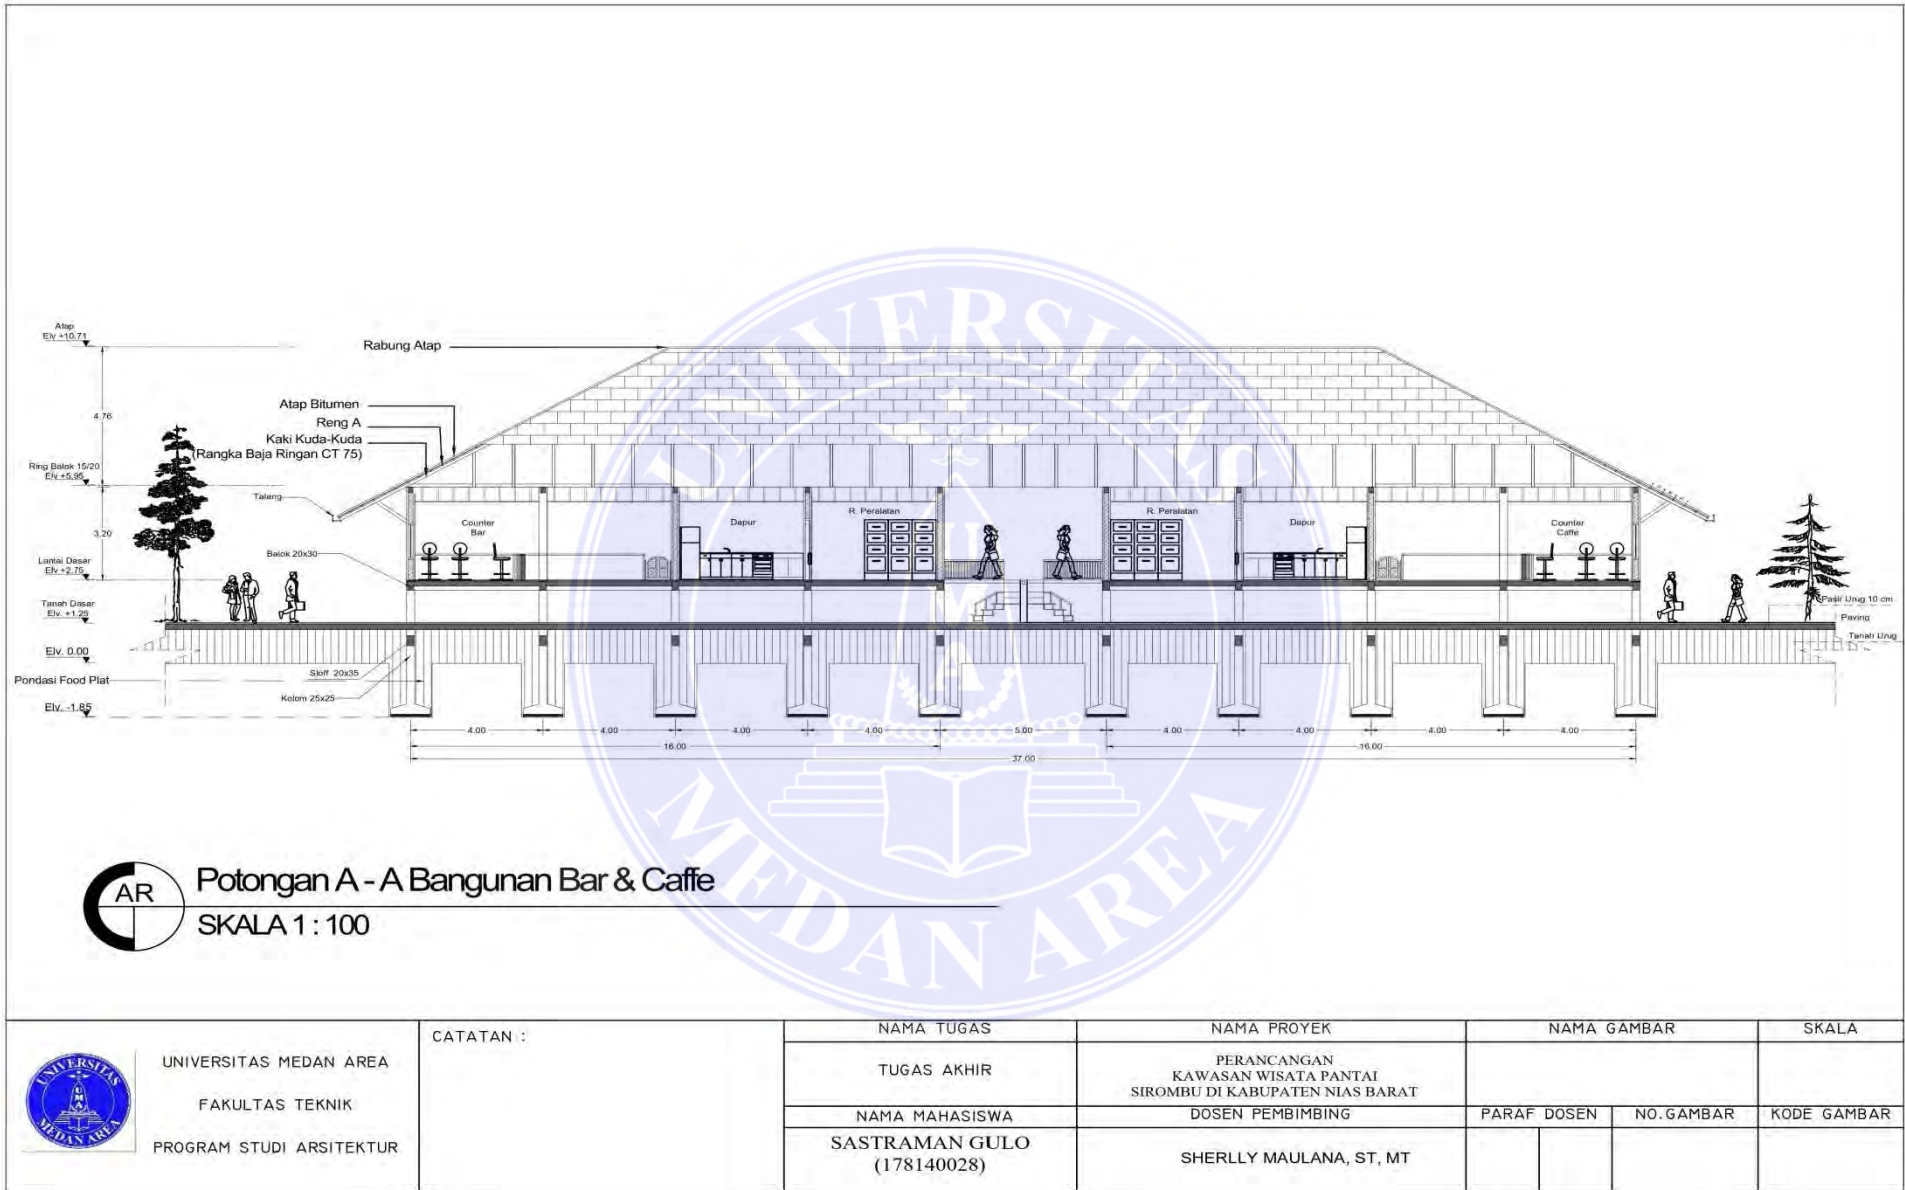 Atap
Elv +10.71
Rabung Atap
4.76
Atap Bitumen
Reng A
Kaki Kuda-Kuda
(Rangka Baja Ringan CT 75)
Ring Balok 15/20
Elv +5.95
Talang
3.20
Counter
Bar
Dapur
R. Peralatan
R. Peralatan
Dapur
Counter
Caffe
Balok 20x30
Lantai Dasar
Elv +2.75
Tanah Dasar
Elv. +1.25
Pasir Urug 10 cm
Paving
Tanah Urug
Elv. 0.00
Sloff 20x35
Pondasi Food Plat
Kolom 25x25
Elv. -1.85
4.00 4.00 4.00 4.00 5.00 4.00 4.00 4.00 4.00
16.00 16.00
37.00
UNIVERSITAS
UMA
MEDAN AREA
AR
Potongan A - A Bangunan Bar & Caffe
SKALA 1 : 100
UNIVERSITAS
UMA
MEDAN AREA
UNIVERSITAS MEDAN AREA
FAKULTAS TEKNIK
PROGRAM STUDI ARSITEKTUR
CATATAN :
NAMA TUGAS
TUGAS AKHIR
NAMA MAHASISWA
SASTRAMAN GULO
(178140028)
NAMA PROYEK
PERANCANGAN
KAWASAN WISATA PANTAI
SIROMBU DI KABUPATEN NIAS BARAT
DOSEN PEMBIMBING
SHERLLY MAULANA, ST, MT
NAMA GAMBAR
SKALA
PARAF DOSEN
NO.GAMBAR
KODE GAMBAR